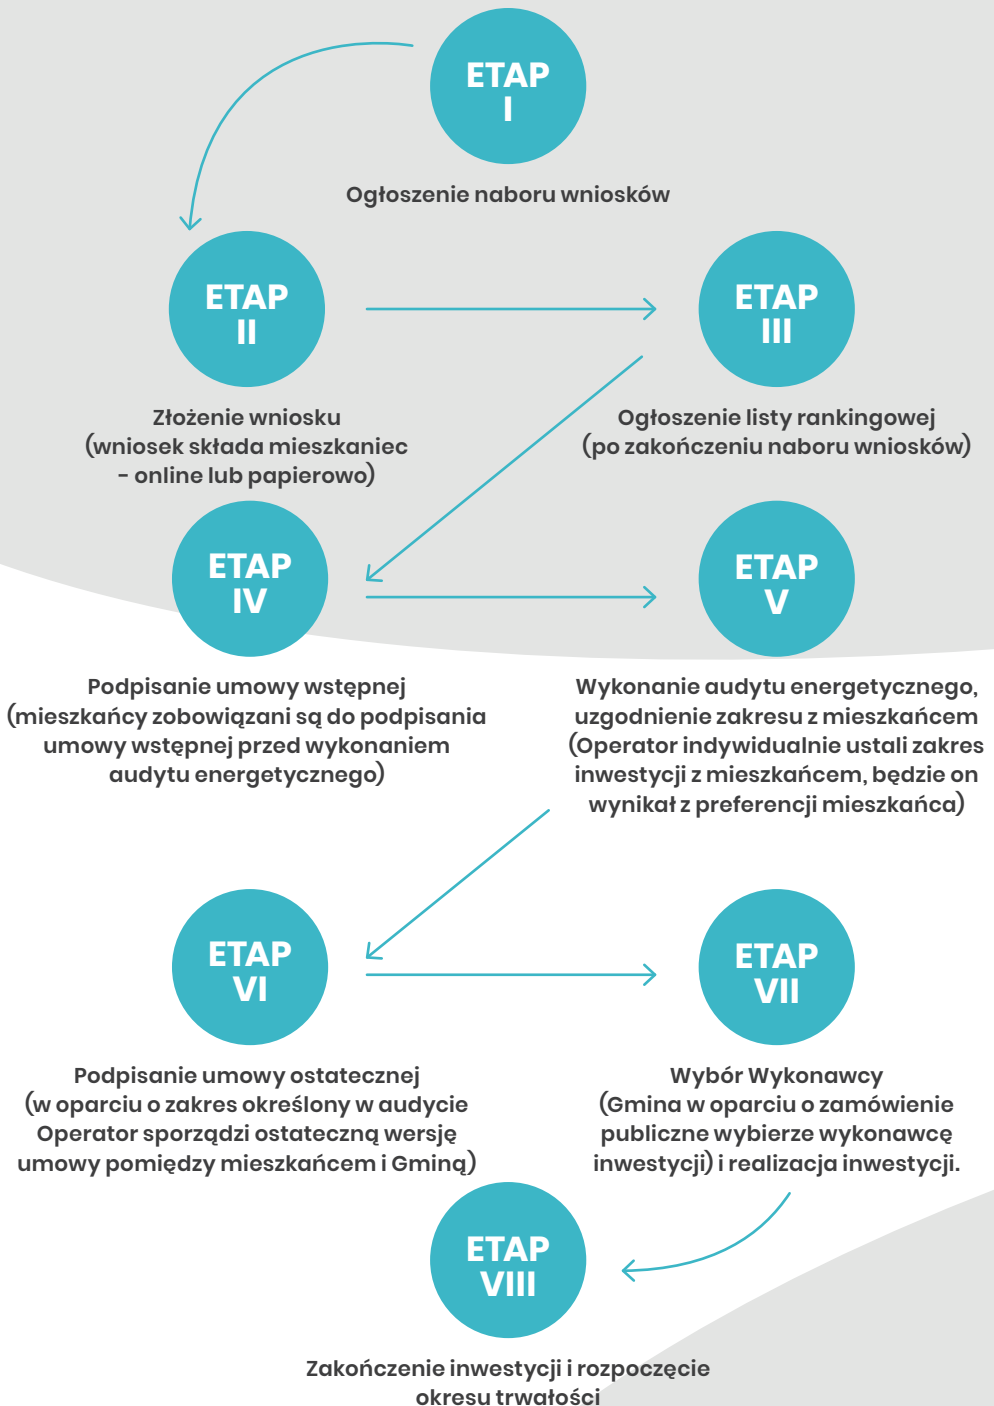 ETAP
I
Ogłoszenie naboru wniosków
ETAP
II
Złożenie wniosku
(wniosek składa mieszkaniec
- online lub papierowo)
ETAP
III
Ogłoszenie listy rankingowej
(po zakończeniu naboru wniosków)
ETAP
IV
Podpisanie umowy wstępnej
(mieszkańcy zobowiązani są do podpisania
umowy wstępnej przed wykonaniem
audytu energetycznego)
ETAP
V
Wykonanie audytu energetycznego,
uzgodnienie zakresu z mieszkańcem
(Operator indywidualnie ustali zakres
inwestycji z mieszkańcem, będzie on
wynikał z preferencji mieszkańca)
ETAP
VI
Podpisanie umowy ostatecznej
(w oparciu o zakres określony w audycie
Operator sporządzi ostateczną wersję
umowy pomiędzy mieszkańcem i Gminą)
ETAP
VII
Wybór Wykonawcy
(Gmina w oparciu o zamówienie
publiczne wybierze wykonawcę
inwestycji) i realizacja inwestycji.
ETAP
VIII
Zakończenie inwestycji i rozpoczęcie
okresu trwałości